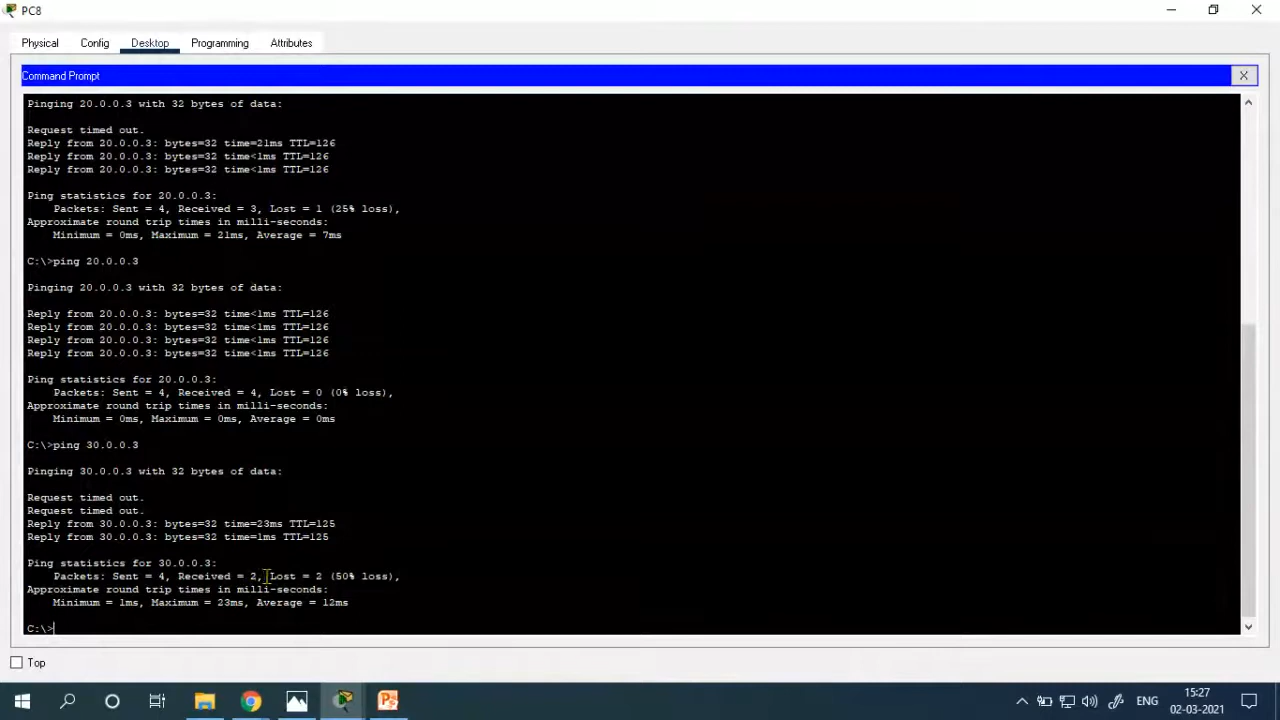 PC8
Physical Config Desktop Programming Attributes
Command Prompt X
Pinging 20.0.0.3 with 32 bytes of data:
Request timed out.
Reply from 20.0.0.3: bytes=32 time=21ms TTL=126
Reply from 20.0.0.3: bytes=32 time<1ms TTL=126
Reply from 20.0.0.3: bytes=32 time<1ms TTL=126
Ping statistics for 20.0.0.3:
Packets: Sent = 4, Received = 3, Lost = 1 (25% loss),
Approximate round trip times in milli-seconds:
Minimum = 0ms, Maximum = 21ms, Average = 7ms
C:\>ping 20.0.0.3
Pinging 20.0.0.3 with 32 bytes of data:
Reply from 20.0.0.3: bytes=32 time<1ms TTL=126
Reply from 20.0.0.3: bytes=32 time<1ms TTL=126
Reply from 20.0.0.3: bytes=32 time<1ms TTL=126
Reply from 20.0.0.3: bytes=32 time<1ms TTL=126
Ping statistics for 20.0.0.3:
Packets: Sent = 4, Received = 4, Lost = 0 (0% loss),
Approximate round trip times in milli-seconds:
Minimum = 0ms, Maximum = 0ms, Average = 0ms
C:\>ping 30.0.0.3
Pinging 30.0.0.3 with 32 bytes of data:
Request timed out.
Request timed out.
Reply from 30.0.0.3: bytes=32 time=23ms TTL=125
Reply from 30.0.0.3: bytes=32 time=1ms TTL=125
Ping statistics for 30.0.0.3:
Packets: Sent = 4, Received = 2, Lost = 2 (50% loss),
Approximate round trip times in milli-seconds:
Minimum = 1ms, Maximum = 23ms, Average = 12ms
C:\>
Top
ENG
15:27
02-03-2021